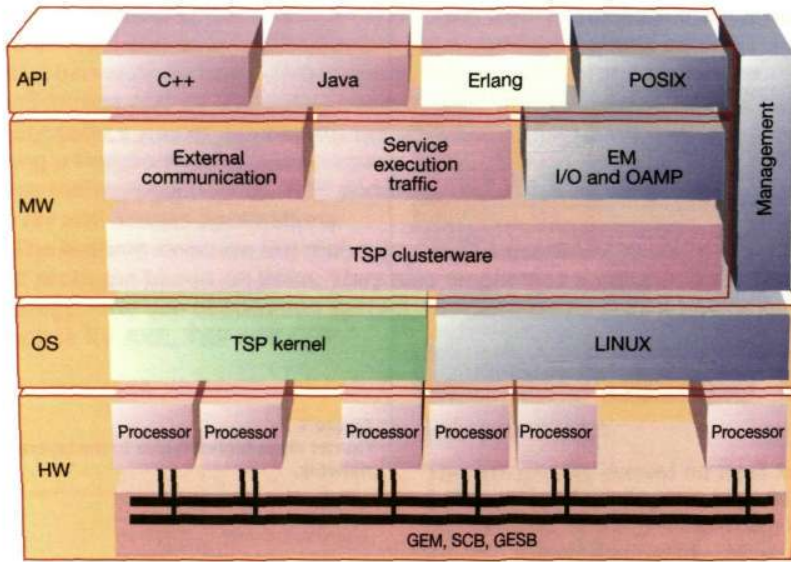 API
C++
Java
Erlang
POSIX
Management
MW
External
communication
Service
execution
traffic
EM
I/O and OAMP
TSP clusterware
OS
TSP kernel
LINUX
HW
Processor
Processor
Processor
Processor
Processor
Processor
GEM, SCB, GESB